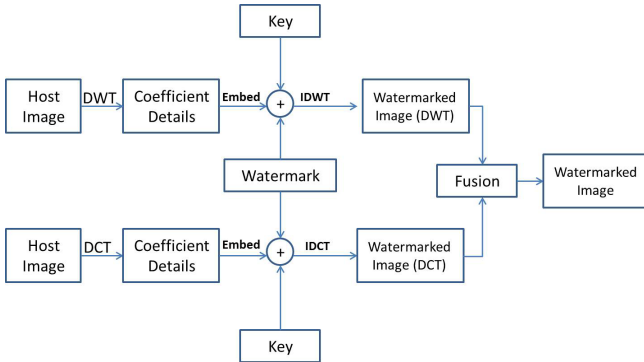 Key
Host
Image
DWT
Coefficient
Details
Embed
+
IDWT
Watermarked
Image (DWT)
Watermark
Fusion
Watermarked
Image
Host
Image
DCT
Coefficient
Details
Embed
+
IDCT
Watermarked
Image (DCT)
Key